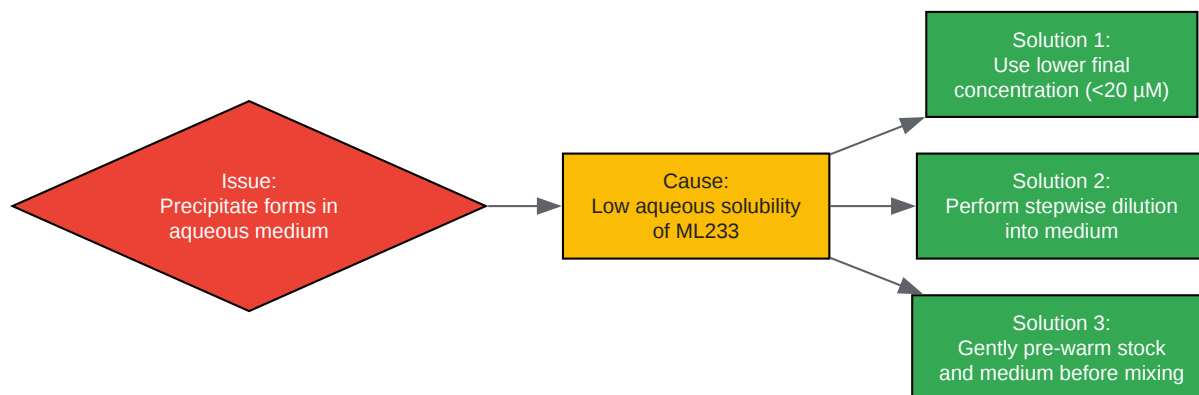 Issue:
Precipitate forms in
aqueous medium
Cause:
Low aqueous solubility
of ML233
Solution 1:
Use lower final
concentration (<20 µM)
Solution 2:
Perform stepwise dilution
into medium
Solution 3:
Gently pre-warm stock
and medium before mixing